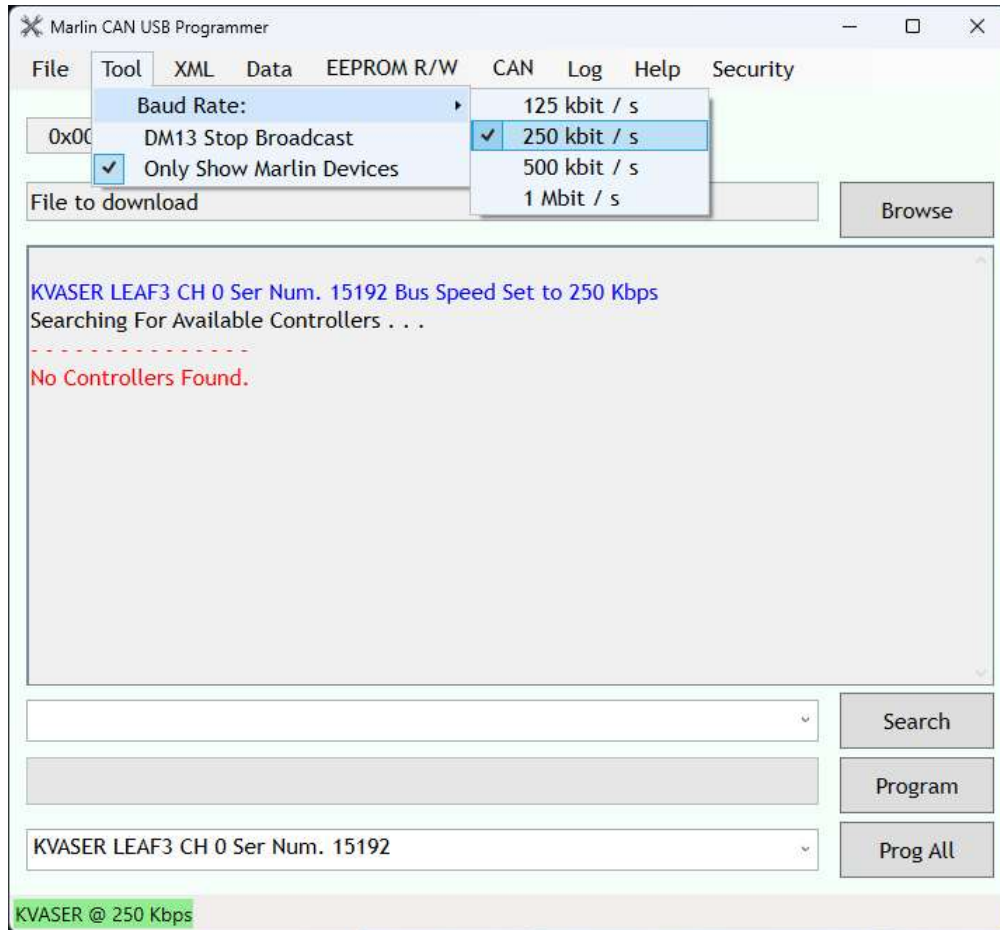 Marlin CAN USB Programmer
File Tool XML Data EEPROM R/W CAN Log Help Security
Baud Rate:
DM13 Stop Broadcast
Only Show Marlin Devices
125 kbit / s
250 kbit / s
500 kbit / s
1 Mbit / s
0x00
File to download
Browse
KVASER LEAF3 CH 0 Ser Num. 15192 Bus Speed Set to 250 Kbps
Searching For Available Controllers . . .
- - - - - - - - - - - - - - -
No Controllers Found.
Search
Program
KVASER LEAF3 CH 0 Ser Num. 15192
Prog All
KVASER @ 250 Kbps